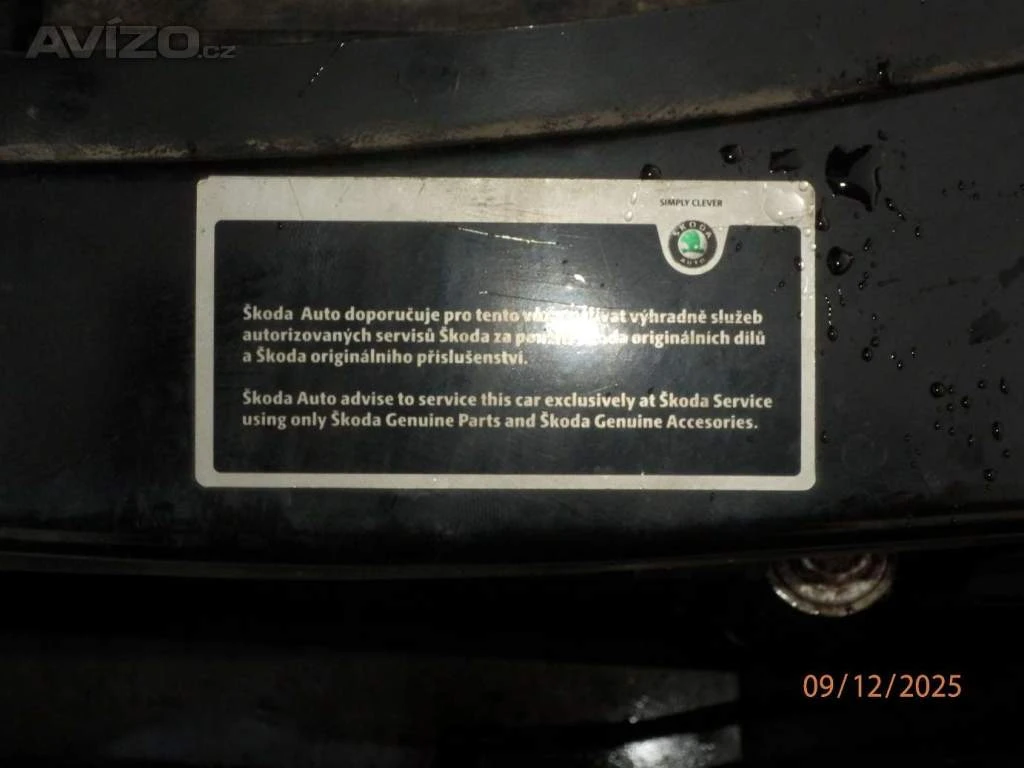 AVÍZO.cz
SIMPLY CLEVER
ŠKODA
AUTO
Škoda Auto doporučuje pro tento výhradně služeb
autorizovaných servisů Škoda za originálních dílů
a Škoda originálního příslušenství.
Škoda Auto advise to service this car exclusively at Škoda Service
using only Škoda Genuine Parts and Škoda Genuine Accesories.
09/12/2025